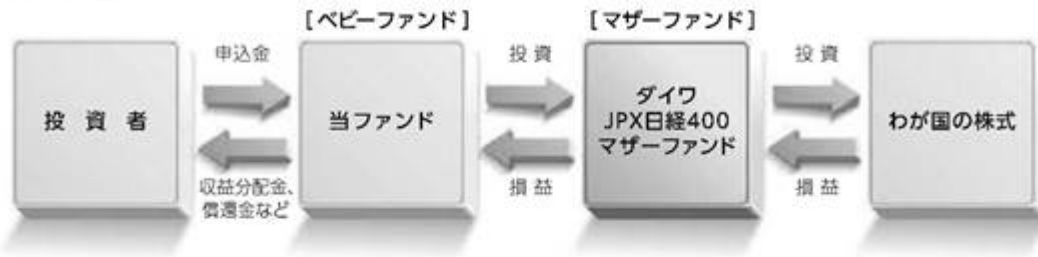 [ベビーファンド]
[マザーファンド]
申込金
投資
投資
投資者
当ファンド
ダイワ
JPX日経400
マザーファンド
わが国の株式
収益分配金、
償還金など
損益
損益